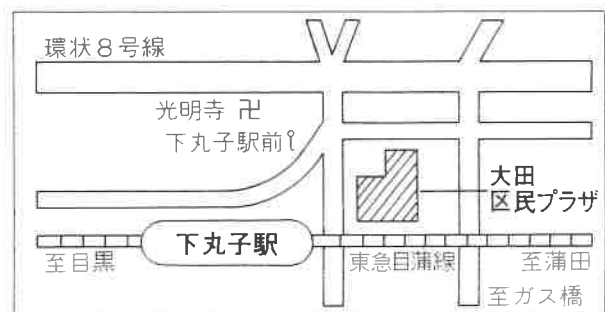 環状8号線
光明寺 卍
下丸子駅前
大田
区民プラザ
下丸子駅
至目黒
東急目蒲線
至蒲田
至ガス橋